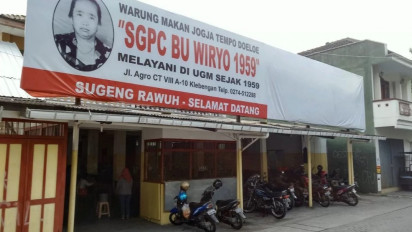 WARUNG MAKAN JOGJA TEMPO DOELOE
"SGPC BU WIRYO 1959"
MELAYANI DI UGM SEJAK 1959
Jl. Agro CT VIII A-10 Klebengan Telp. 0274-512288
SUGENG RAWUH - SELAMAT DATANG